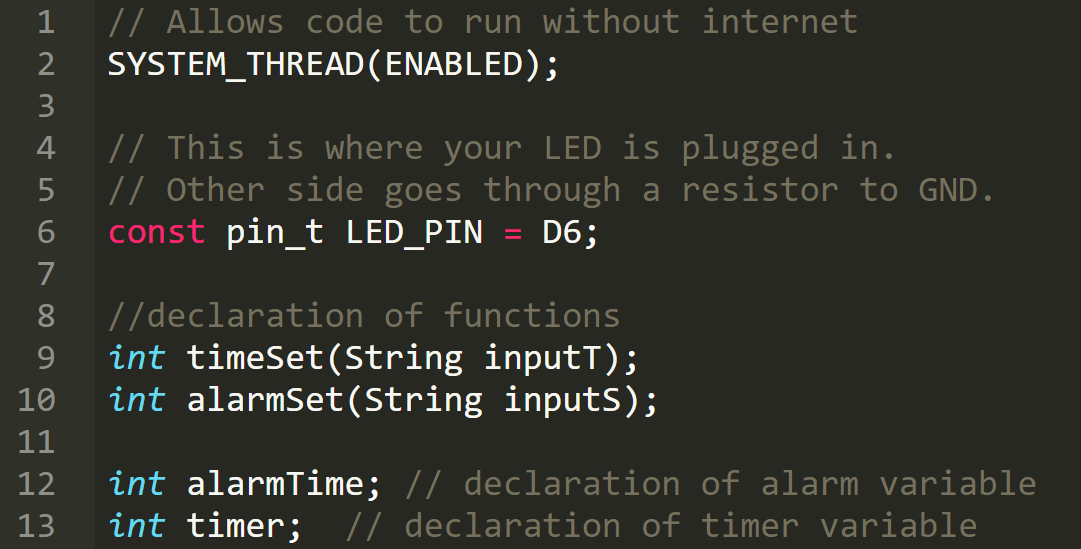 1 // Allows code to run without internet
2 SYSTEM_THREAD(ENABLED);
3
4 // This is where your LED is plugged in.
5 // Other side goes through a resistor to GND.
6 const pin_t LED_PIN = D6;
7
8 //declaration of functions
9 int timeSet(String inputT);
10 int alarmSet(String inputS);
11
12 int alarmTime; // declaration of alarm variable
13 int timer;  // declaration of timer variable